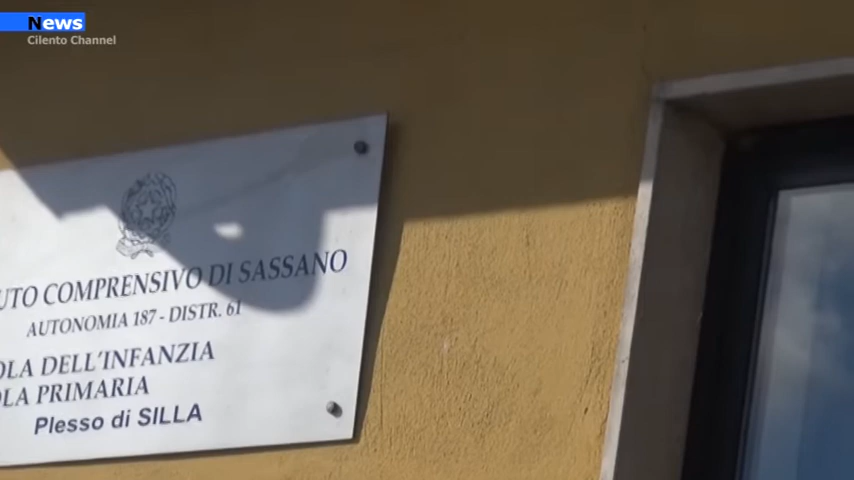 News
Cilento Channel
UTO COMPRENSIVO DI SASSANO
AUTONOMIA 187 - DISTR. 61
OLA DELL'INFANZIA
OLA PRIMARIA
Plesso di SILLA